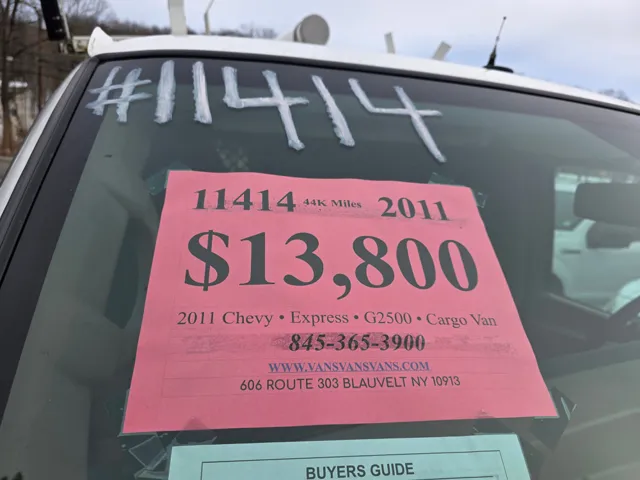 #11414
11414 44K Miles 2011
$13,800
2011 Chevy • Express • G2500 • Cargo Van
845-365-3900
WWW.VANSVANSVANS.COM
606 ROUTE 303 BLAUVELT NY 10913
BUYERS GUIDE